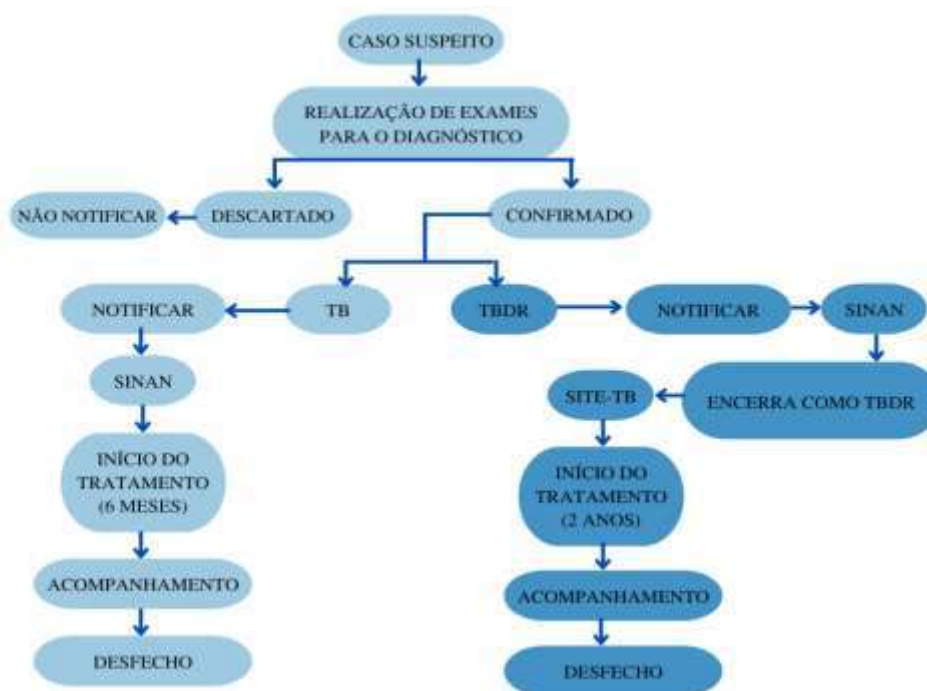 CASO SUSPEITO
REALIZAÇÃO DE EXAMES
PARA O DIAGNÓSTICO
NÃO NOTIFICAR
DESCARTADO
CONFIRMADO
NOTIFICAR
TB
TBDR
NOTIFICAR
SINAN
SINAN
SITE-TB
ENCERRA COMO TBDR
INÍCIO DO
TRATAMENTO
(6 MESES)
INÍCIO DO
TRATAMENTO
(2 ANOS)
ACOMPANHAMENTO
ACOMPANHAMENTO
DESFECHO
DESFECHO